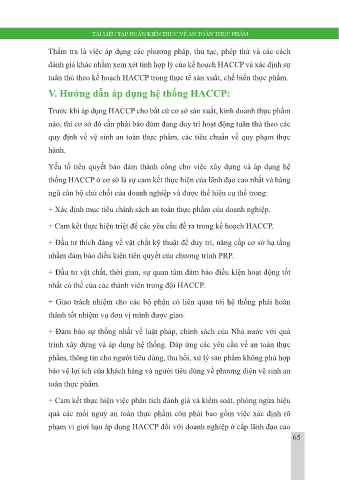 TÀI LIỆU TẬP HUẤN KIẾN THỨC VỀ AN TOÀN THỰC PHẨM
Thẩm tra là việc áp dụng các phương pháp, thủ tục, phép thử và các cách
đánh giá khác nhằm xem xét tính hợp lý của kế hoạch HACCP và xác định sự
tuân thủ theo kế hoạch HACCP trong thực tế sản xuất, chế biến thực phẩm.
V. Hướng dẫn áp dụng hệ thống HACCP:
Trước khi áp dụng HACCP cho bất cứ cơ sở sản xuất, kinh doanh thực phẩm
nào, thì cơ sở đó cần phải bảo đảm đang duy trì hoạt động tuân thủ theo các
quy định về vệ sinh an toàn thực phẩm, các tiêu chuẩn về quy phạm thực
hành.
Yếu tố tiên quyết bảo đảm thành công cho việc xây dựng và áp dụng hệ
thống HACCP ở cơ sở là sự cam kết thực hiện của lãnh đạo cao nhất và hàng
ngũ cán bộ chủ chốt của doanh nghiệp và được thể hiện cụ thể trong:
+ Xác định mục tiêu chính sách an toàn thực phẩm của doanh nghiệp.
+ Cam kết thực hiện triệt để các yêu cầu đề ra trong kế hoạch HACCP.
+ Đầu tư thích đáng về vật chất kỹ thuật để duy trì, nâng cấp cơ sở hạ tầng
nhằm đảm bảo điều kiện tiên quyết của chương trình PRP.
+ Đầu tư vật chất, thời gian, sự quan tâm đảm bảo điều kiện hoạt động tốt
nhất có thể của các thành viên trong đội HACCP.
+ Giao trách nhiệm cho các bộ phận có liên quan tới hệ thống phải hoàn
thành tốt nhiệm vụ đơn vị mình được giao.
+ Đảm bảo sự thống nhất về luật pháp, chính sách của Nhà nước với quá
trình xây dựng và áp dụng hệ thống. Đáp ứng các yêu cầu về an toàn thực
phẩm, thông tin cho người tiêu dùng, thu hồi, xử lý sản phẩm không phù hợp
bảo vệ lợi ích của khách hàng và người tiêu dùng về phương diện vệ sinh an
toàn thực phẩm.
+ Cam kết thực hiện việc phân tích đánh giá và kiểm soát, phòng ngừa hiệu
quả các mối nguy an toàn thực phẩm còn phải bao gồm việc xác định rõ
phạm vi giới hạn áp dụng HACCP đối với doanh nghiệp ở cấp lãnh đạo cao
65